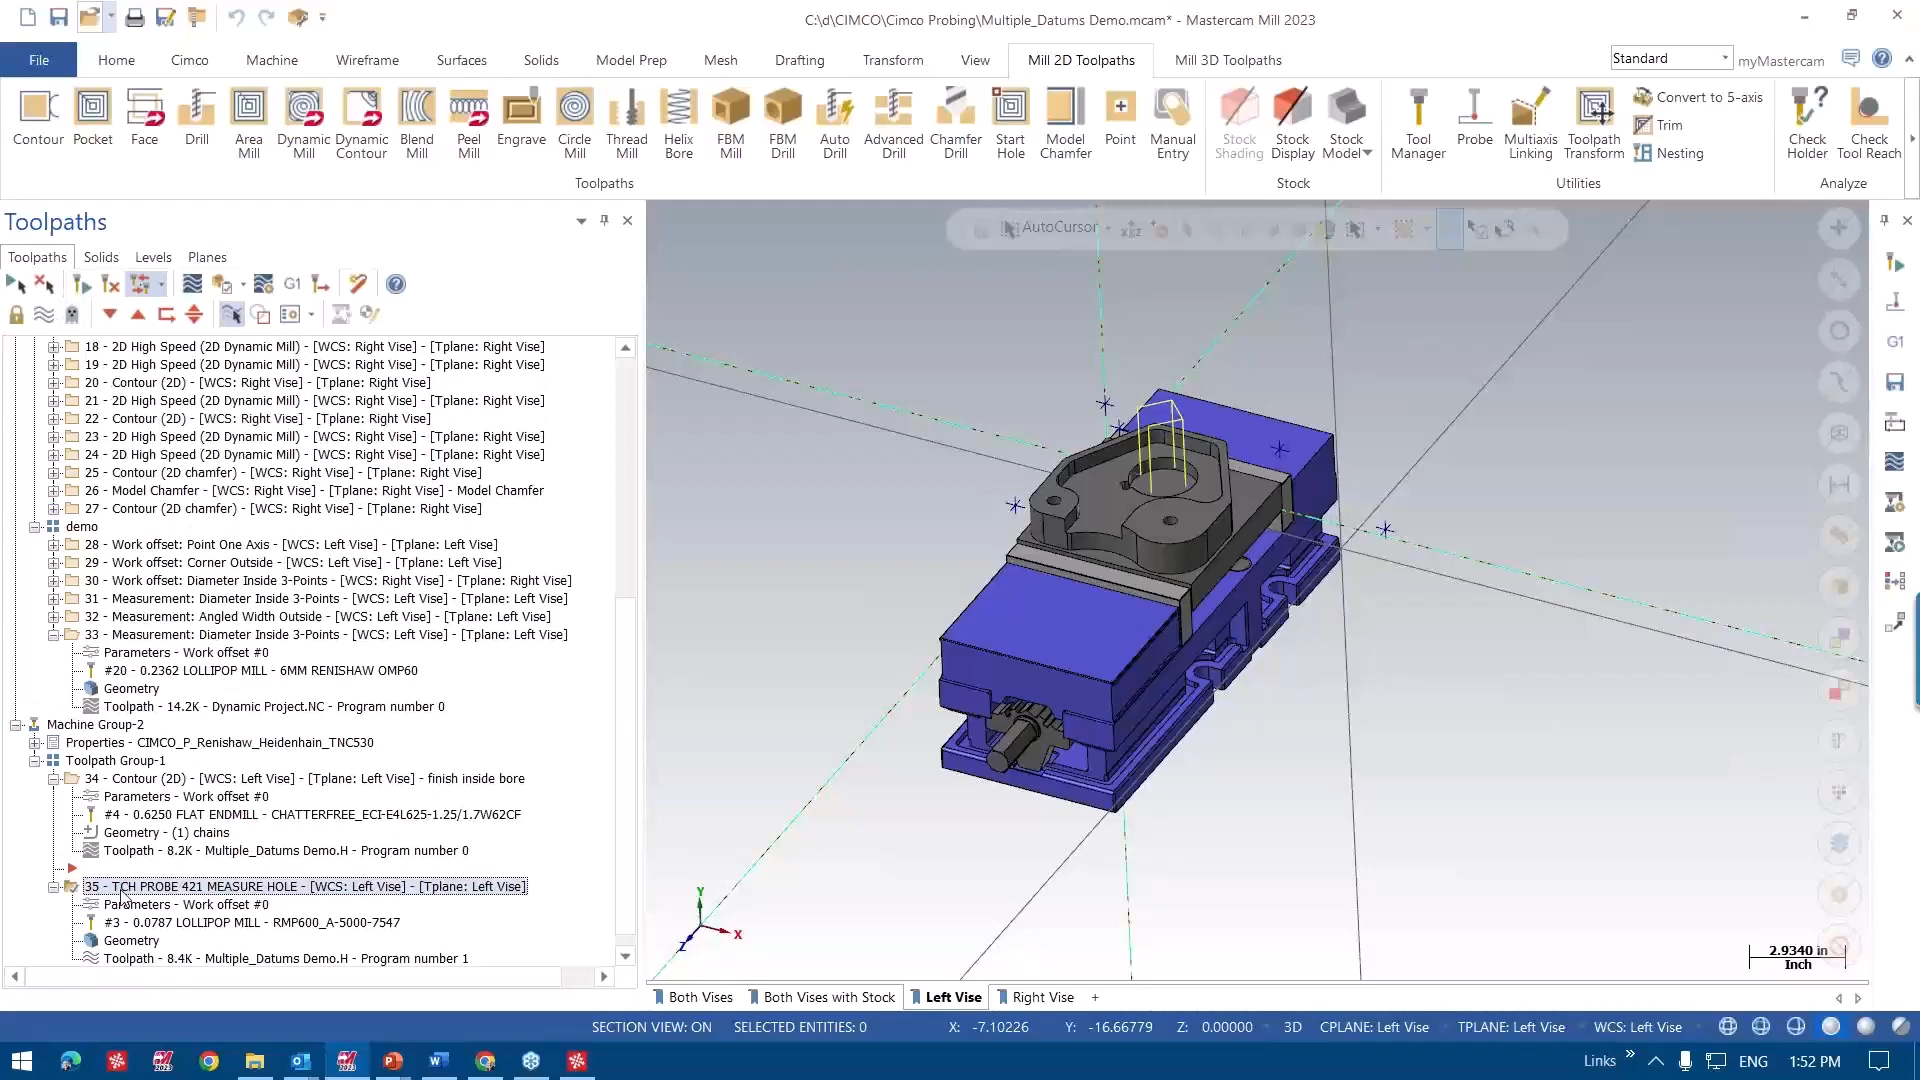 C:\d\CIMCO\Cimco Probing\Multiple_Datums Demo.mcam* - Mastercam Mill 2023
File Home Cimco Machine Wireframe Surfaces Solids Model Prep Mesh Drafting Transform View Mill 2D Toolpaths Mill 3D Toolpaths Standard myMastercam
Contour Pocket Face Drill Area Mill Dynamic Mill Dynamic Contour Blend Mill Peel Mill Engrave Circle Mill Thread Mill Helix Bore FBM Mill FBM Drill Auto Drill Advanced Drill Chamfer Drill Start Hole Model Chamfer Point Manual Entry Stock Shading Stock Display Stock Model Tool Manager Probe Multiaxis Linking Toolpath Transform Convert to 5-axis Trim Nesting Check Holder Check Tool Reach
Toolpaths Stock Utilities Analyze
Toolpaths
Toolpaths Solids Levels Planes
AutoCursor
G1
G1
18 - 2D High Speed (2D Dynamic Mill) - [WCS: Right Vise] - [Tplane: Right Vise]
19 - 2D High Speed (2D Dynamic Mill) - [WCS: Right Vise] - [Tplane: Right Vise]
20 - Contour (2D) - [WCS: Right Vise] - [Tplane: Right Vise]
21 - 2D High Speed (2D Dynamic Mill) - [WCS: Right Vise] - [Tplane: Right Vise]
22 - Contour (2D) - [WCS: Right Vise] - [Tplane: Right Vise]
23 - 2D High Speed (2D Dynamic Mill) - [WCS: Right Vise] - [Tplane: Right Vise]
24 - 2D High Speed (2D Dynamic Mill) - [WCS: Right Vise] - [Tplane: Right Vise]
25 - Contour (2D chamfer) - [WCS: Right Vise] - [Tplane: Right Vise]
26 - Model Chamfer - [WCS: Right Vise] - [Tplane: Right Vise] - Model Chamfer
27 - Contour (2D chamfer) - [WCS: Right Vise] - [Tplane: Right Vise]
demo
28 - Work offset: Point One Axis - [WCS: Left Vise] - [Tplane: Left Vise]
29 - Work offset: Corner Outside - [WCS: Left Vise] - [Tplane: Left Vise]
30 - Work offset: Diameter Inside 3-Points - [WCS: Right Vise] - [Tplane: Right Vise]
31 - Measurement: Diameter Inside 3-Points - [WCS: Left Vise] - [Tplane: Left Vise]
32 - Measurement: Angled Width Outside - [WCS: Left Vise] - [Tplane: Left Vise]
33 - Measurement: Diameter Inside 3-Points - [WCS: Left Vise] - [Tplane: Left Vise]
Parameters - Work offset #0
#20 - 0.2362 LOLLIPOP MILL - 6MM RENISHAW OMP60
Geometry
Toolpath - 14.2K - Dynamic Project.NC - Program number 0
Machine Group-2
Properties - CIMCO_P_Renishaw_Heidenhain_TNC530
Toolpath Group-1
34 - Contour (2D) - [WCS: Left Vise] - [Tplane: Left Vise] - finish inside bore
Parameters - Work offset #0
#4 - 0.6250 FLAT ENDMILL - CHATTERFREE_ECI-E4L625-1.25/1.7W62CF
Geometry - (1) chains
Toolpath - 8.2K - Multiple_Datums Demo.H - Program number 0
35 - TCH PROBE 421 MEASURE HOLE - [WCS: Left Vise] - [Tplane: Left Vise]
Parameters - Work offset #0
#3 - 0.0787 LOLLIPOP MILL - RMP600_A-5000-7547
Geometry
Toolpath - 8.4K - Multiple_Datums Demo.H - Program number 1
Y
X
Z
2.9340 in
Inch
Both Vises Both Vises with Stock Left Vise Right Vise +
SECTION VIEW: ON SELECTED ENTITIES: 0 X: -7.10226 Y: -16.66779 Z: 0.00000 3D CPLANE: Left Vise TPLANE: Left Vise WCS: Left Vise
Links ENG 1:52 PM